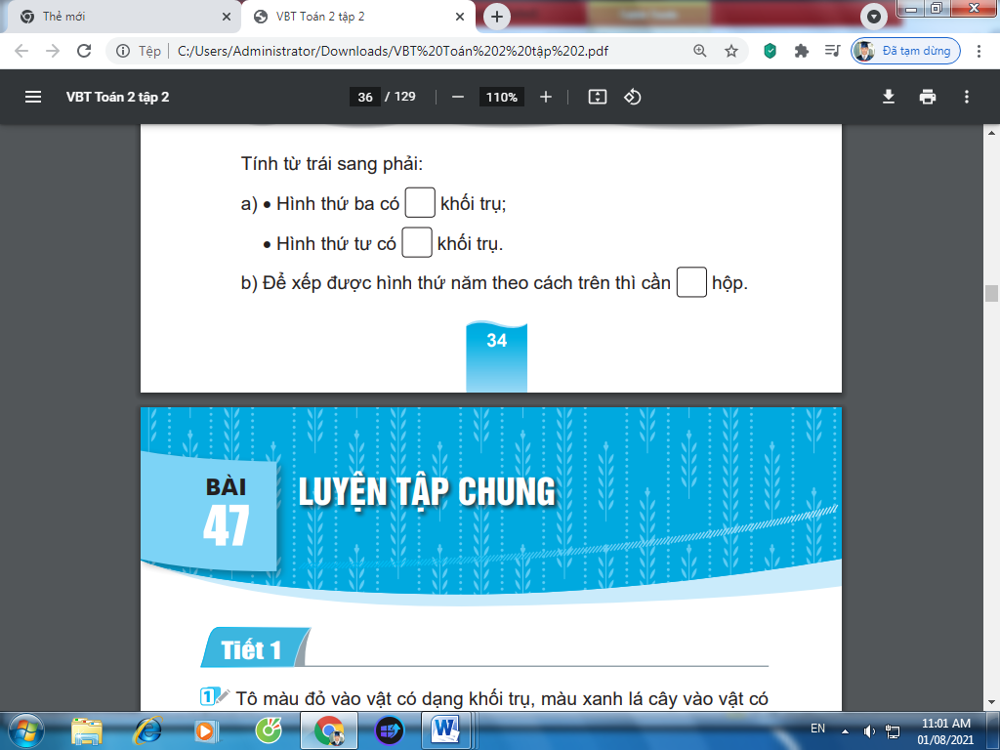 Thẻ mới
VBT Toán 2 tập 2
Tệp
C:/Users/Administrator/Downloads/VBT%20Toán%202%20tập%202.pdf
Đã tạm dừng
VBT Toán 2 tập 2
36 / 129
110%
Tính từ trái sang phải:
a) • Hình thứ ba có khối trụ;
• Hình thứ tư có khối trụ.
b) Để xếp được hình thứ năm theo cách trên thì cần hộp.
34
BÀI
47
LUYỆN TẬP CHUNG
Tiết 1
1 Tô màu đỏ vào vật có dạng khối trụ, màu xanh lá cây vào vật có
EN
11:01 AM
01/08/2021